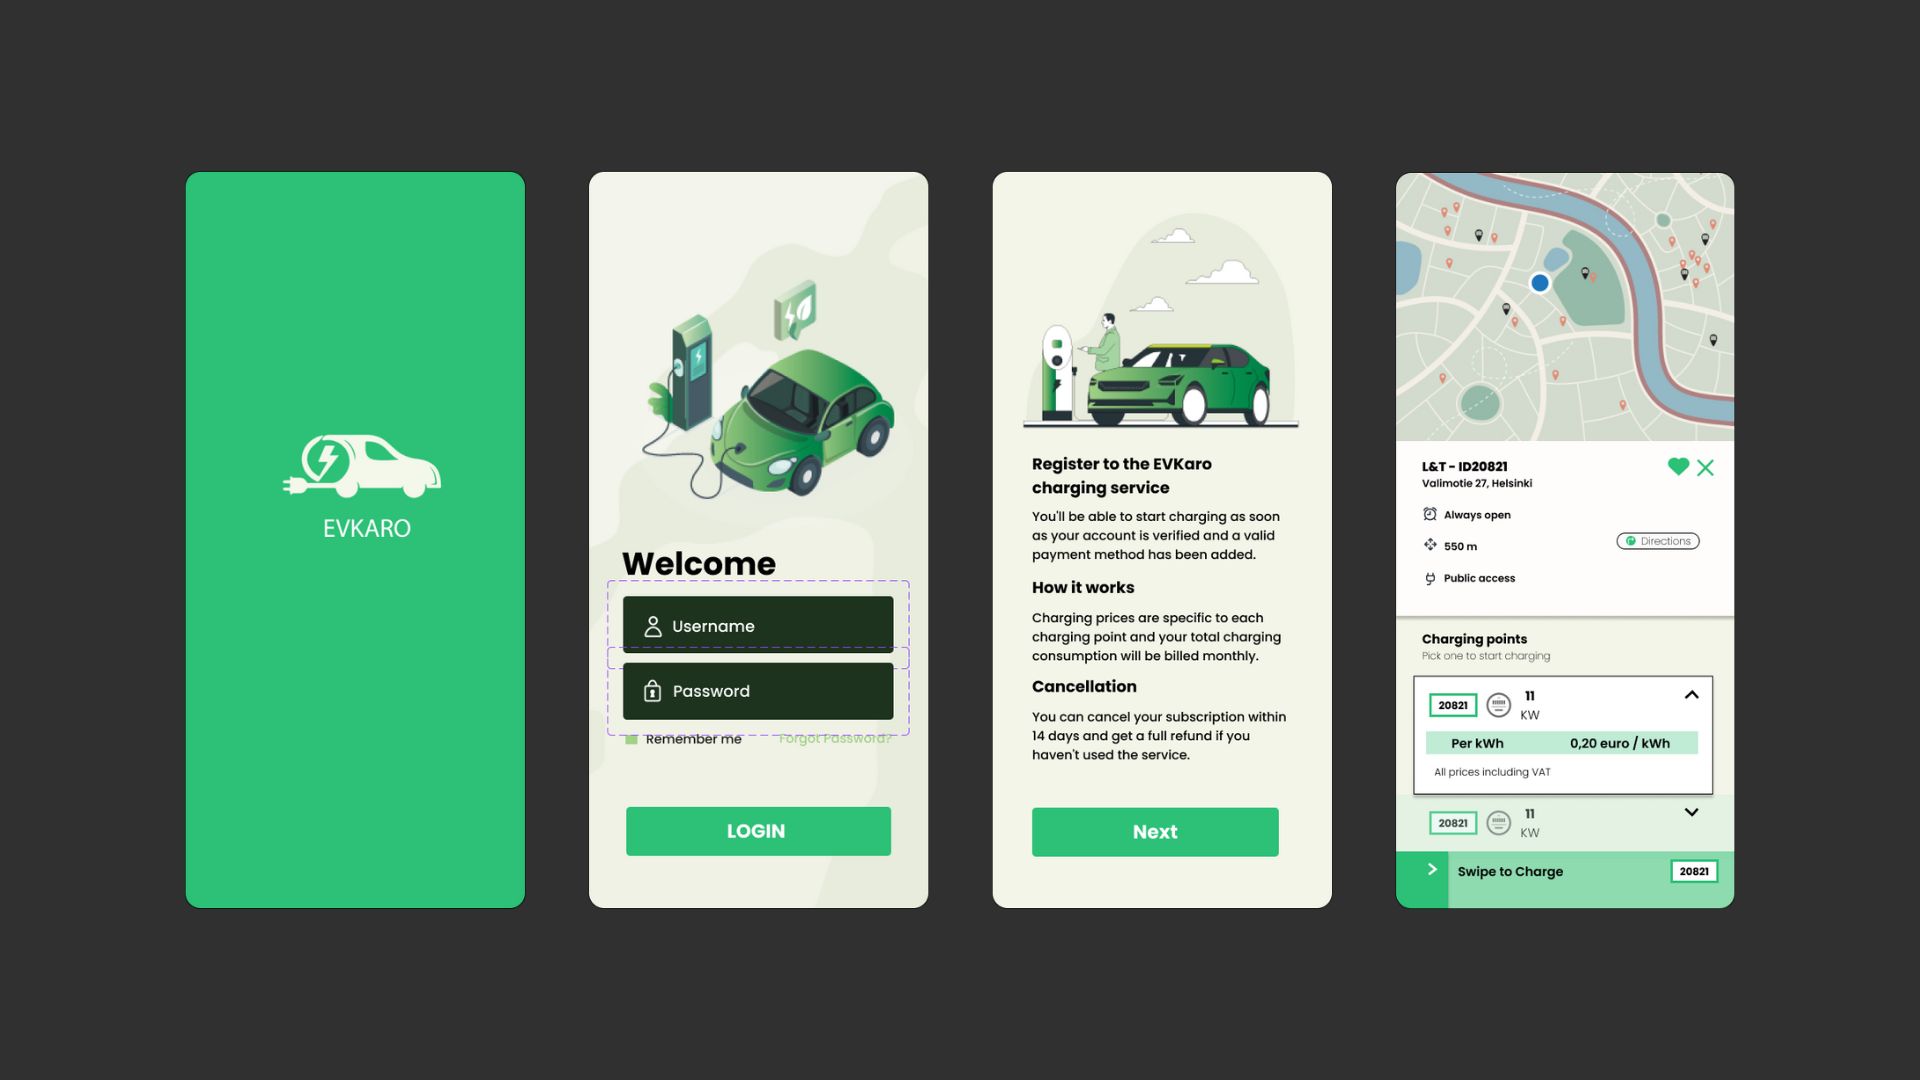 EVKARO
Welcome
Username
Password
Remember me
Forgot Password?
LOGIN
Register to the EVKaro
charging service
You'll be able to start charging as soon
as your account is verified and a valid
payment method has been added.
How it works
Charging prices are specific to each
charging point and your total charging
consumption will be billed monthly.
Cancellation
You can cancel your subscription within
14 days and get a full refund if you
haven't used the service.
Next
L&T - ID20821
Valimotie 27, Helsinki
Always open
550 m
Directions
Public access
Charging points
Pick one to start charging
20821
11
KW
Per kWh
0,20 euro / kWh
All prices including VAT
20821
11
KW
Swipe to Charge
20821